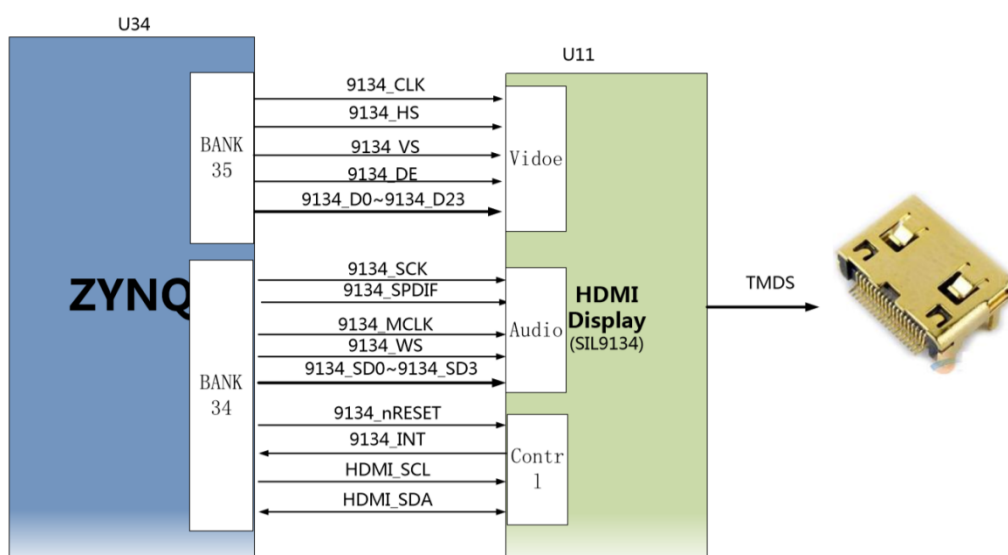 U34
U11
BANK
35
9134_CLK
9134_HS
9134_VS
9134_DE
9134_D0~9134_D23
Vidoe
ZYNQ
BANK
34
9134_SCK
9134_SPDIF
9134_MCLK
9134_WS
9134_SD0~9134_SD3
Audio
HDMI
Display
(SIL9134)
TMDS
9134_nRESET
9134_INT
HDMI_SCL
HDMI_SDA
Contr
l